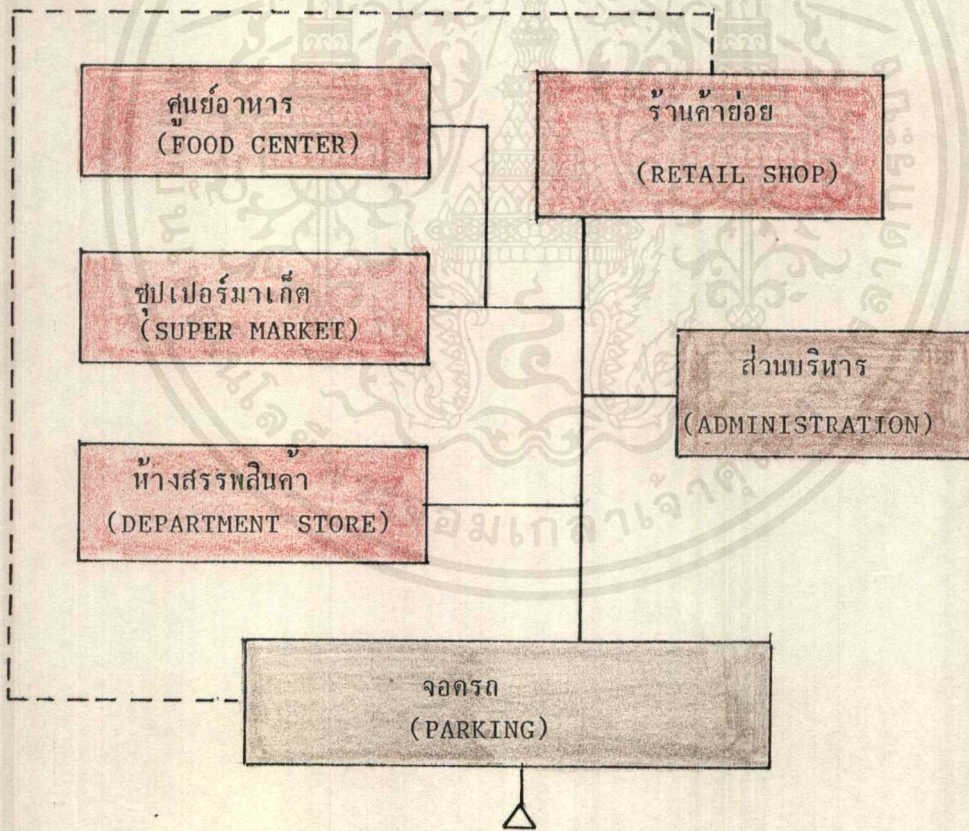 ศูนย์อาหาร
(FOOD CENTER)
ร้านค้าย่อย
(RETAIL SHOP)
ซุปเปอร์มาเก็ต
(SUPER MARKET)
ส่วนบริหาร
(ADMINISTRATION)
ห้างสรรพสินค้า
(DEPARTMENT STORE)
จอดรถ
(PARKING)